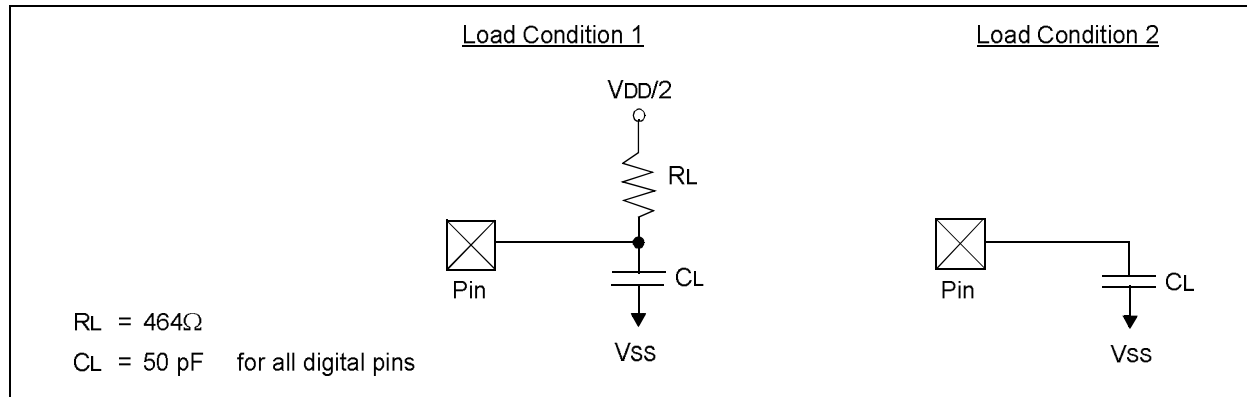 Load Condition 1
Load Condition 2
VDD/2
RL
Pin
CL
VSS
Pin
CL
VSS
RL = 464Ω
CL = 50 pF for all digital pins